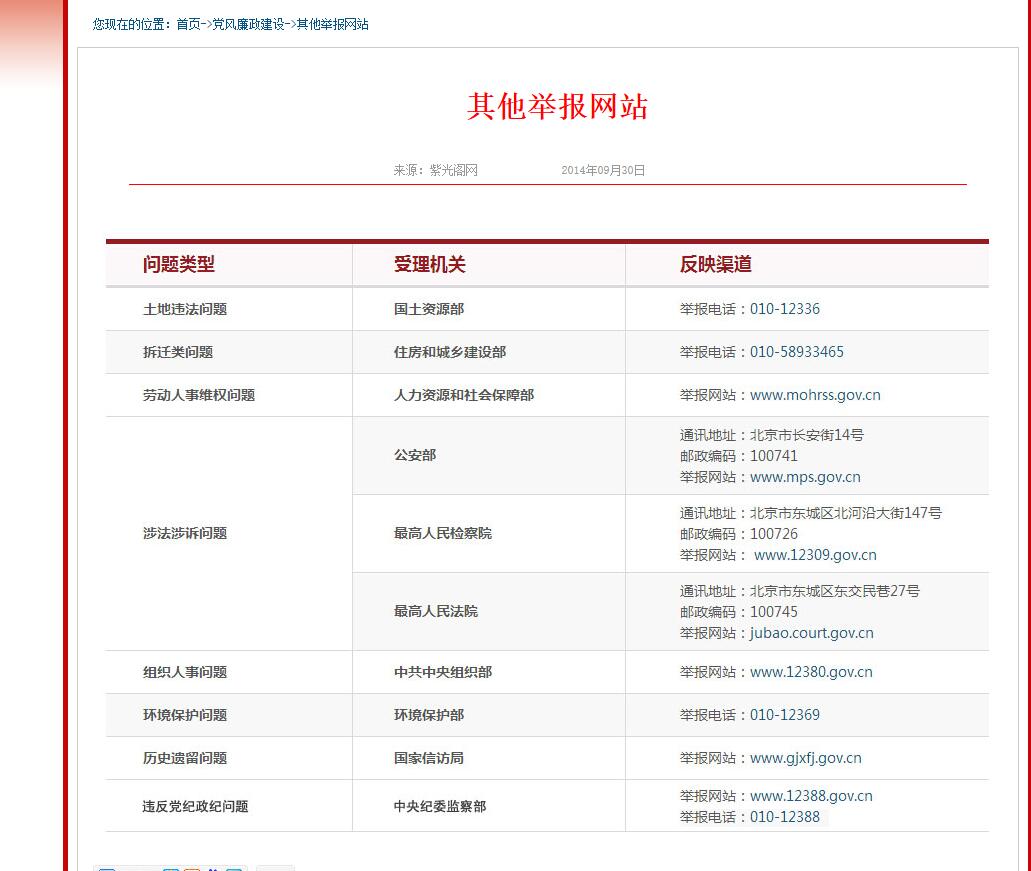 您现在的位置：首页->党风廉政建设->其他举报网站
其他举报网站
来源：紫光阁网 2014年09月30日
问题类型 受理机关 反映渠道
土地违法问题 国土资源部 举报电话：010-12336
拆迁类问题 住房和城乡建设部 举报电话：010-58933465
劳动人事维权问题 人力资源和社会保障部 举报网站：www.mohrss.gov.cn
涉法涉诉问题
公安部
通讯地址：北京市长安街14号
邮政编码：100741
举报网站：www.mps.gov.cn
最高人民检察院
通讯地址：北京市东城区北河沿大街147号
邮政编码：100726
举报网站： www.12309.gov.cn
最高人民法院
通讯地址：北京市东城区东交民巷27号
邮政编码：100745
举报网站：jubao.court.gov.cn
组织人事问题 中共中央组织部 举报网站：www.12380.gov.cn
环境保护问题 环境保护部 举报电话：010-12369
历史遗留问题 国家信访局 举报网站：www.gjxfj.gov.cn
违反党纪政纪问题 中央纪委监察部
举报网站：www.12388.gov.cn
举报电话：010-12388